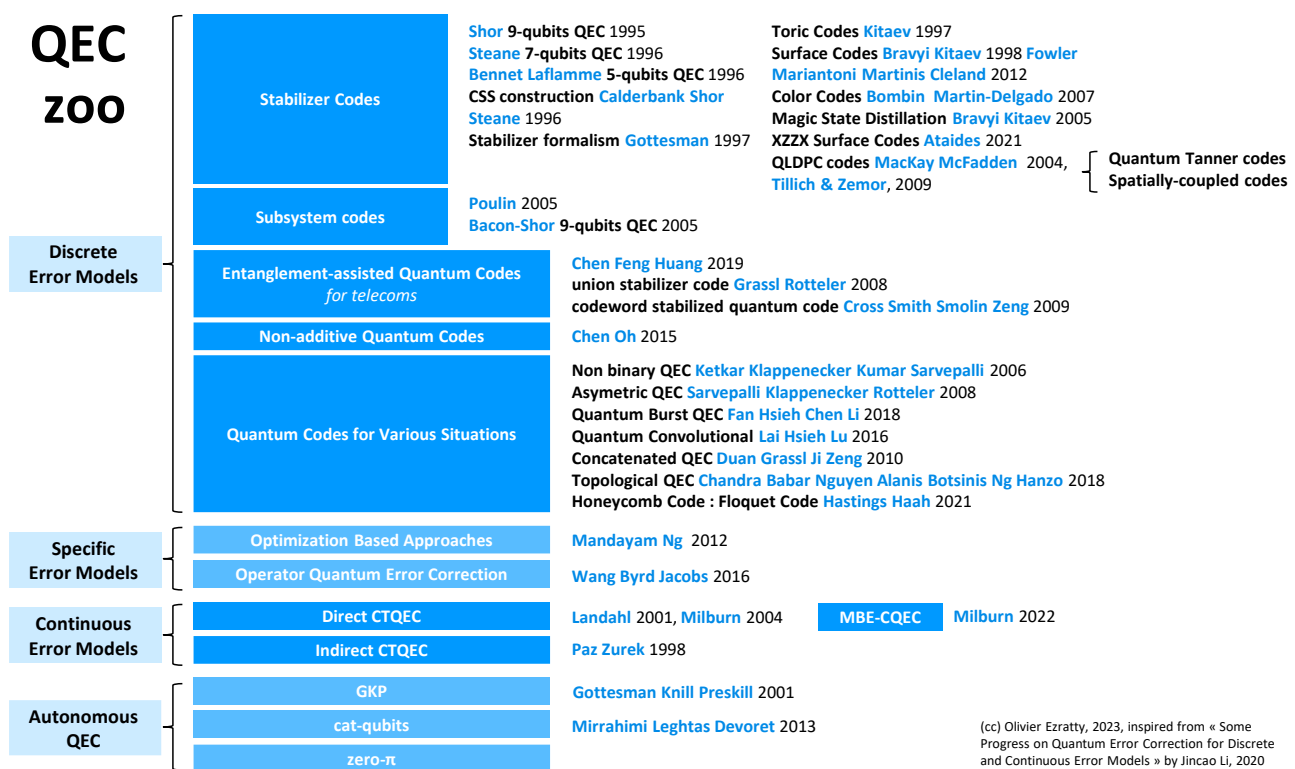 QEC
zoo
Discrete
Error Models
Stabilizer Codes
Shor 9-qubits QEC 1995
Steane 7-qubits QEC 1996
Bennet Laflamme 5-qubits QEC 1996
CSS construction Calderbank Shor
Steane 1996
Stabilizer formalism Gottesman 1997
Toric Codes Kitaev 1997
Surface Codes Bravyi Kitaev 1998 Fowler
Mariantoni Martinis Cleland 2012
Color Codes Bombin Martin-Delgado 2007
Magic State Distillation Bravyi Kitaev 2005
XZZX Surface Codes Ataides 2021
QLDPC codes MacKay McFadden 2004,
Tillich & Zemor, 2009
Quantum Tanner codes
Spatially-coupled codes
Subsystem codes
Poulin 2005
Bacon-Shor 9-qubits QEC 2005
Entanglement-assisted Quantum Codes
for telecoms
Chen Feng Huang 2019
union stabilizer code Grassl Rotteler 2008
codeword stabilized quantum code Cross Smith Smolin Zeng 2009
Non-additive Quantum Codes
Chen Oh 2015
Quantum Codes for Various Situations
Non binary QEC Ketkar Klappenecker Kumar Sarvepalli 2006
Asymetric QEC Sarvepalli Klappenecker Rotteler 2008
Quantum Burst QEC Fan Hsieh Chen Li 2018
Quantum Convolutional Lai Hsieh Lu 2016
Concatenated QEC Duan Grassl Ji Zeng 2010
Topological QEC Chandra Babar Nguyen Alanis Botsinis Ng Hanzo 2018
Honeycomb Code : Floquet Code Hastings Haah 2021
Specific
Error Models
Optimization Based Approaches
Mandayam Ng 2012
Operator Quantum Error Correction
Wang Byrd Jacobs 2016
Continuous
Error Models
Direct CTQEC
Landahl 2001, Milburn 2004
MBE-CQEC
Milburn 2022
Indirect CTQEC
Paz Zurek 1998
Autonomous
QEC
GKP
Gottesman Knill Preskill 2001
cat-qubits
Mirrahimi Leghtas Devoret 2013
zero-π
(cc) Olivier Ezratty, 2023, inspired from « Some
Progress on Quantum Error Correction for Discrete
and Continuous Error Models » by Jincao Li, 2020